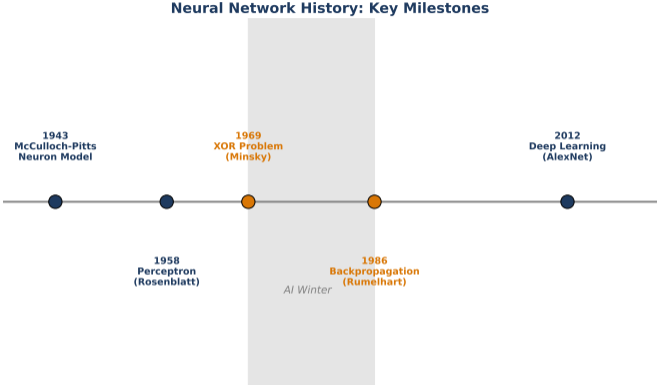 Neural Network History: Key Milestones
1943
McCulloch-Pitts
Neuron Model
1969
XOR Problem
(Minsky)
2012
Deep Learning
(AlexNet)
1958
Perceptron
(Rosenblatt)
1986
Backpropagation
(Rumelhart)
AI Winter